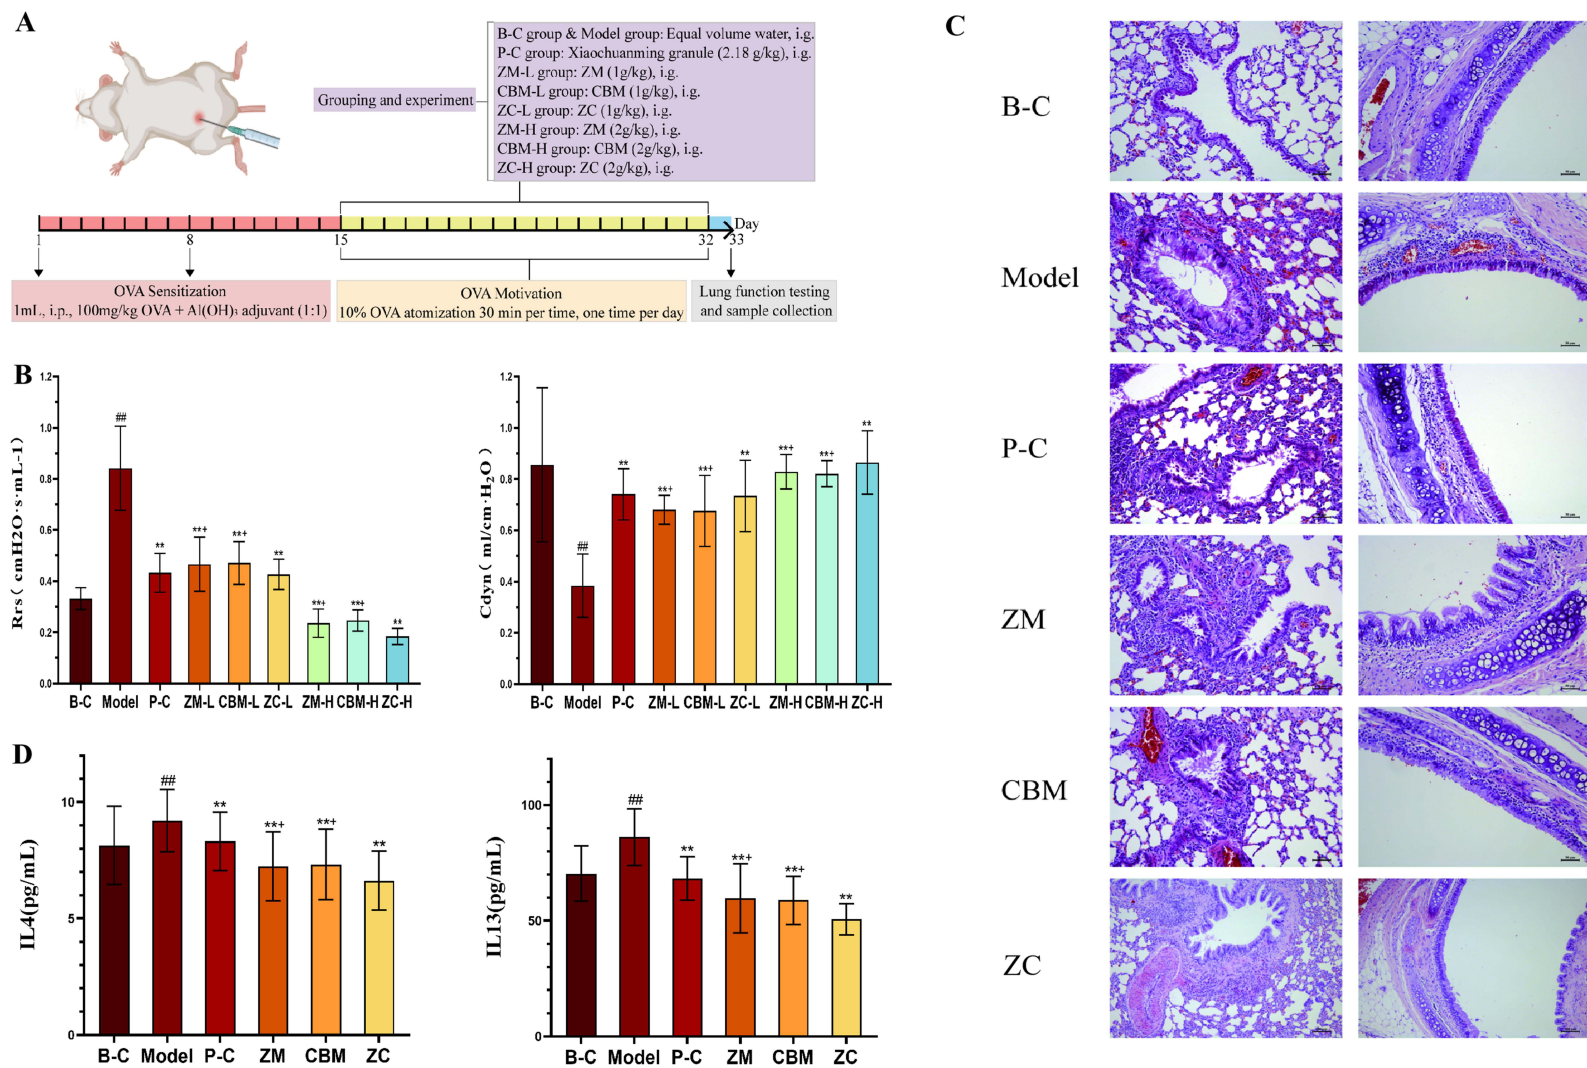 A
B-C group & Model group: Equal volume water, i.g.
P-C group: Xiaochuanming granule (2.18 g/kg), i.g.
ZM-L group: ZM (1g/kg), i.g.
CBM-L group: CBM (1g/kg), i.g.
ZC-L group: ZC (1g/kg), i.g.
ZM-H group: ZM (2g/kg), i.g.
CBM-H group: CBM (2g/kg), i.g.
ZC-H group: ZC (2g/kg), i.g.
Grouping and experiment
Day
1 8 15 32 33
OVA Sensitization
1mL, i.p., 100mg/kg OVA + Al(OH)₃ adjuvant (1:1)
OVA Motivation
10% OVA atomization 30 min per time, one time per day
Lung function testing
and sample collection
B
Rrs ( cmH2O·s·mL-1 )
1.2
1.0
0.8
0.6
0.4
0.2
0.0
## ** **+ **+ ** **+ **+ **
B-C Model P-C ZM-L CBM-L ZC-L ZM-H CBM-H ZC-H
Cdyn ( ml/cm·H₂O )
1.2
1.0
0.8
0.6
0.4
0.2
0.0
## ** **+ **+ ** **+ **+ **
B-C Model P-C ZM-L CBM-L ZC-L ZM-H CBM-H ZC-H
D
IL4(pg/mL)
10
5
0
## ** **+ **+ **
B-C Model P-C ZM CBM ZC
IL13(pg/mL)
100
50
0
## ** **+ **+ **
B-C Model P-C ZM CBM ZC
C
B-C
Model
P-C
ZM
CBM
ZC